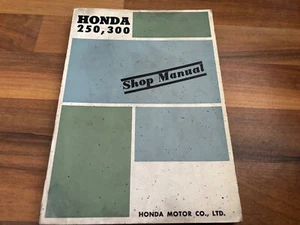 HONDA
250, 300
Shop Manual
HONDA MOTOR CO., LTD.